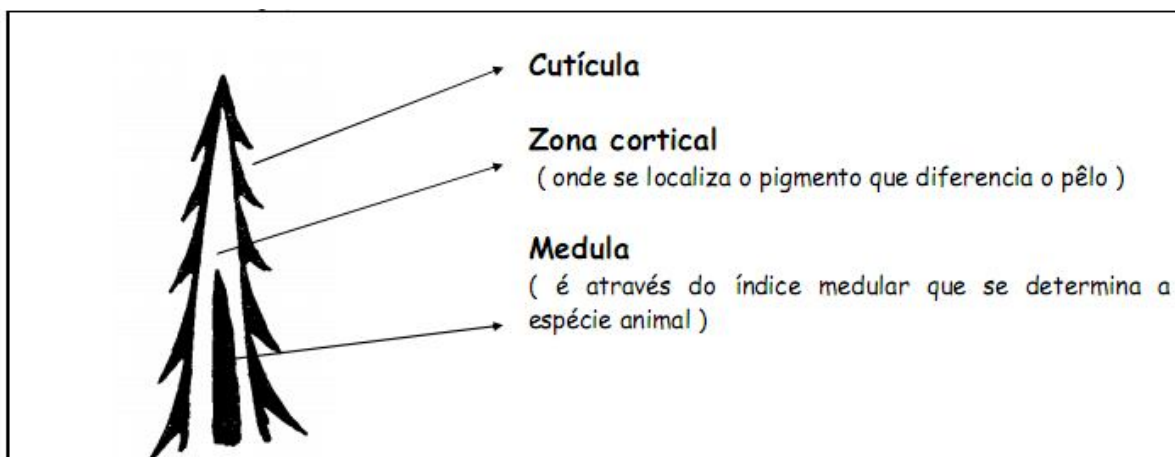 Cutícula
Zona cortical
( onde se localiza o pigmento que diferencia o pêlo )
Medula
( é através do índice medular que se determina a
espécie animal )